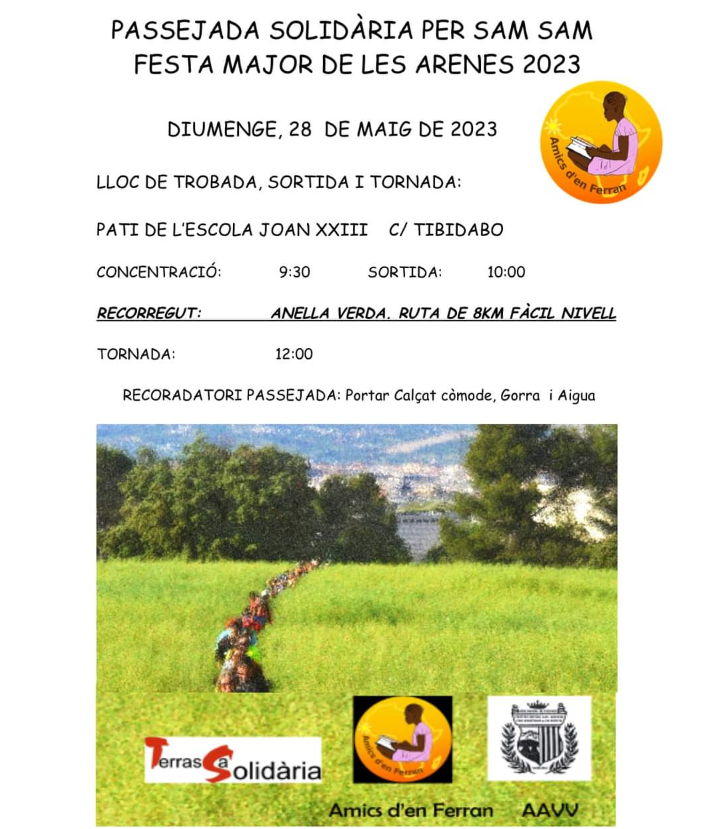 PASSEJADA SOLIDÀRIA PER SAM SAM
FESTA MAJOR DE LES ARENES 2023
DIUMENGE, 28 DE MAIG DE 2023
Amics d'en Ferran
LLOC DE TROBADA, SORTIDA I TORNADA:
PATI DE L'ESCOLA JOAN XXIII C/ TIBIDABO
CONCENTRACIÓ: 9:30 SORTIDA: 10:00
RECORREGUT: ANELLA VERDA. RUTA DE 8KM FÀCIL NIVELL
TORNADA: 12:00
RECORADATORI PASSEJADA: Portar Calçat còmode, Gorra i Aigua
Terrassa Solidària
Amics d'en Ferran
Amics d'en Ferran AAVV